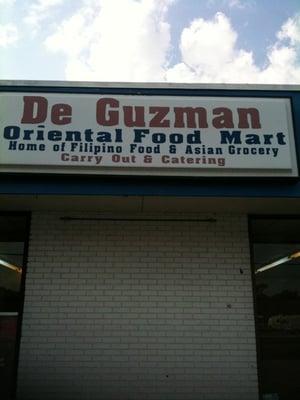 De Guzman
Oriental Food Mart
Home of Filipino Food & Asian Grocery
Carry Out & Catering